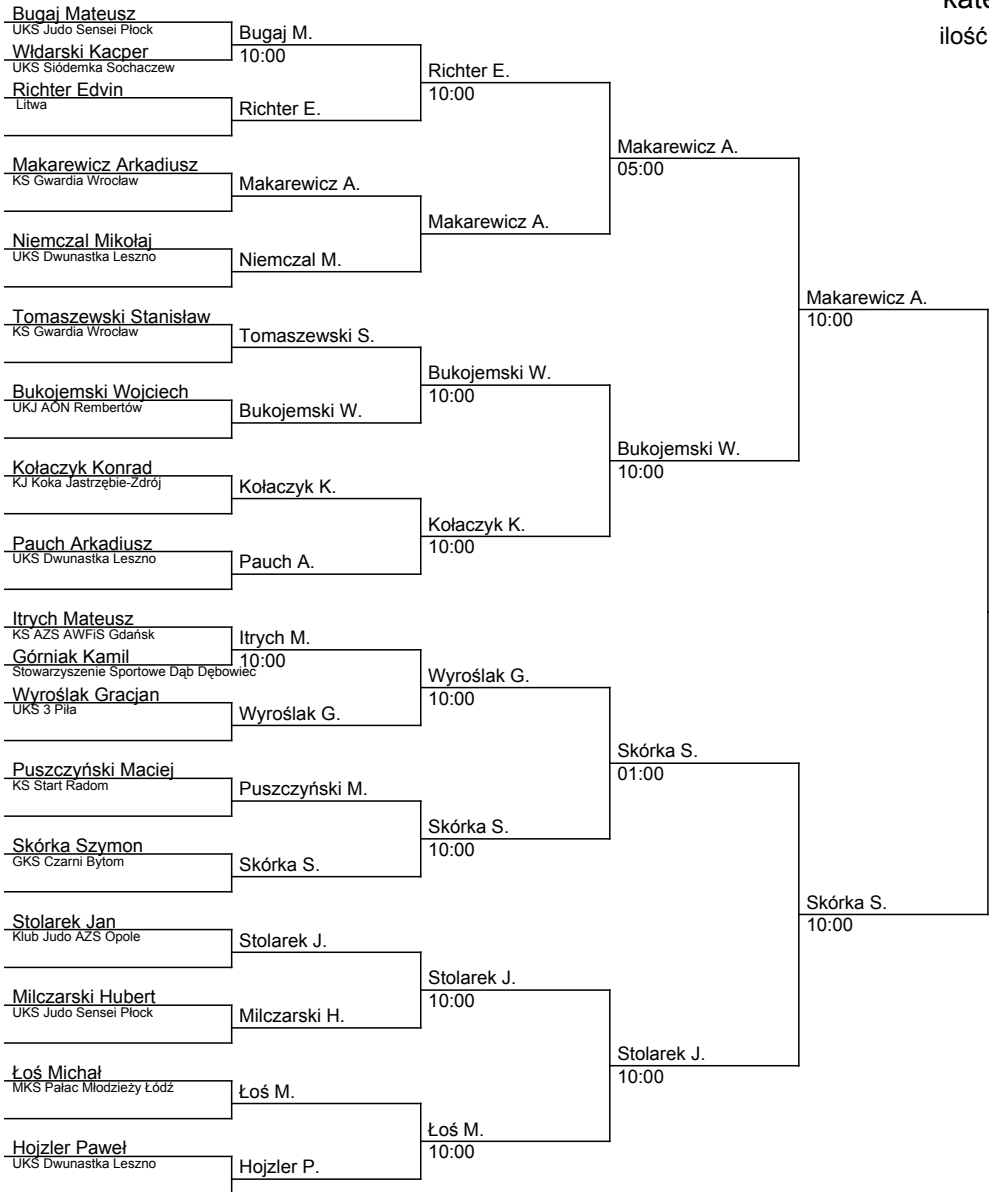 Bugaj Mateusz
UKS Judo Sensei Płock
Włdarski Kacper
UKS Siódemka Sochaczew
Richter Edvin
Litwa
Makarewicz Arkadiusz
KS Gwardia Wrocław
Niemczal Mikołaj
UKS Dwunastka Leszno
Tomaszewski Stanisław
KS Gwardia Wrocław
Bukojemski Wojciech
UKJ AON Rembertów
Kołaczyk Konrad
KJ Koka Jastrzębie-Zdrój
Pauch Arkadiusz
UKS Dwunastka Leszno
Itrych Mateusz
KS AZS AWFiS Gdańsk
Górniak Kamil
Stowarzyszenie Sportowe Dąb Dębowiec
Wyroślak Gracjan
UKS 3 Piła
Puszczyński Maciej
KS Start Radom
Skórka Szymon
GKS Czarni Bytom
Stolarek Jan
Klub Judo AZS Opole
Milczarski Hubert
UKS Judo Sensei Płock
Łoś Michał
MKS Pałac Młodzieży Łódź
Hojzler Paweł
UKS Dwunastka Leszno
Bugaj M.
10:00
Richter E.
Makarewicz A.
Niemczal M.
Tomaszewski S.
Bukojemski W.
Kołaczyk K.
Pauch A.
Itrych M.
10:00
Wyroślak G.
Puszczyński M.
Skórka S.
Stolarek J.
Milczarski H.
Łoś M.
Hojzler P.
Richter E.
10:00
Makarewicz A.
Bukojemski W.
10:00
Kołaczyk K.
10:00
Wyroślak G.
10:00
Skórka S.
10:00
Stolarek J.
10:00
Łoś M.
10:00
Makarewicz A.
05:00
Bukojemski W.
10:00
Skórka S.
01:00
Stolarek J.
10:00
Makarewicz A.
10:00
Skórka S.
10:00
ilość